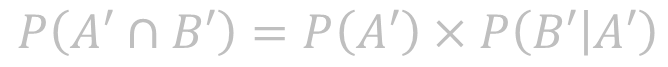 P(A′ ∩ B′) = P(A′) × P(B′|A′)